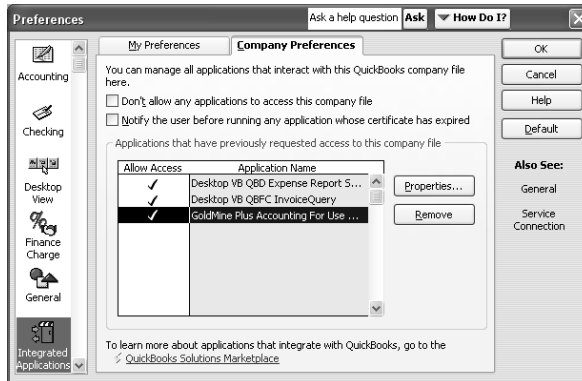 Preferences
Ask a help question Ask How Do I?
My Preferences
Company Preferences
You can manage all applications that interact with this QuickBooks company file
here.
Don't allow any applications to access this company file
Notify the user before running any application whose certificate has expired
Applications that have previously requested access to this company file
Allow Access Application Name
Desktop VB QBD Expense Report S...
Desktop VB QBFC InvoiceQuery
GoldMine Plus Accounting For Use ...
Properties...
Remove
To learn more about applications that integrate with QuickBooks, go to the
QuickBooks Solutions Marketplace
Accounting
Checking
Desktop
View
Finance
Charge
General
Integrated
Applications
OK
Cancel
Help
Default
Also See:
General
Service
Connection